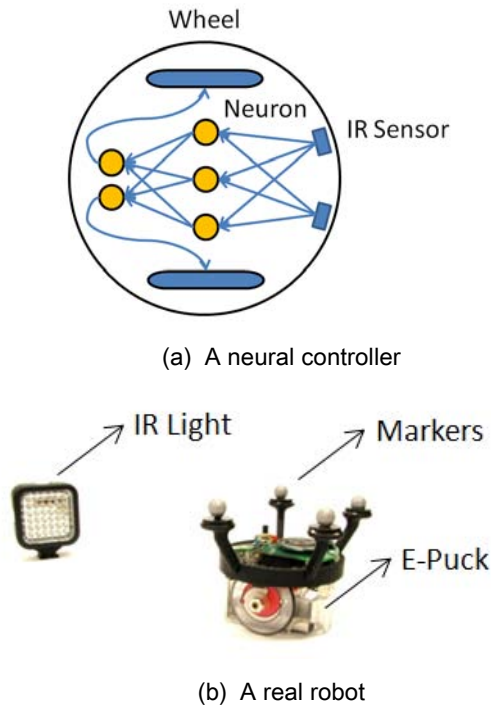 Wheel
Neuron
IR Sensor
(a) A neural controller
IR Light
Markers
E-Puck
(b) A real robot